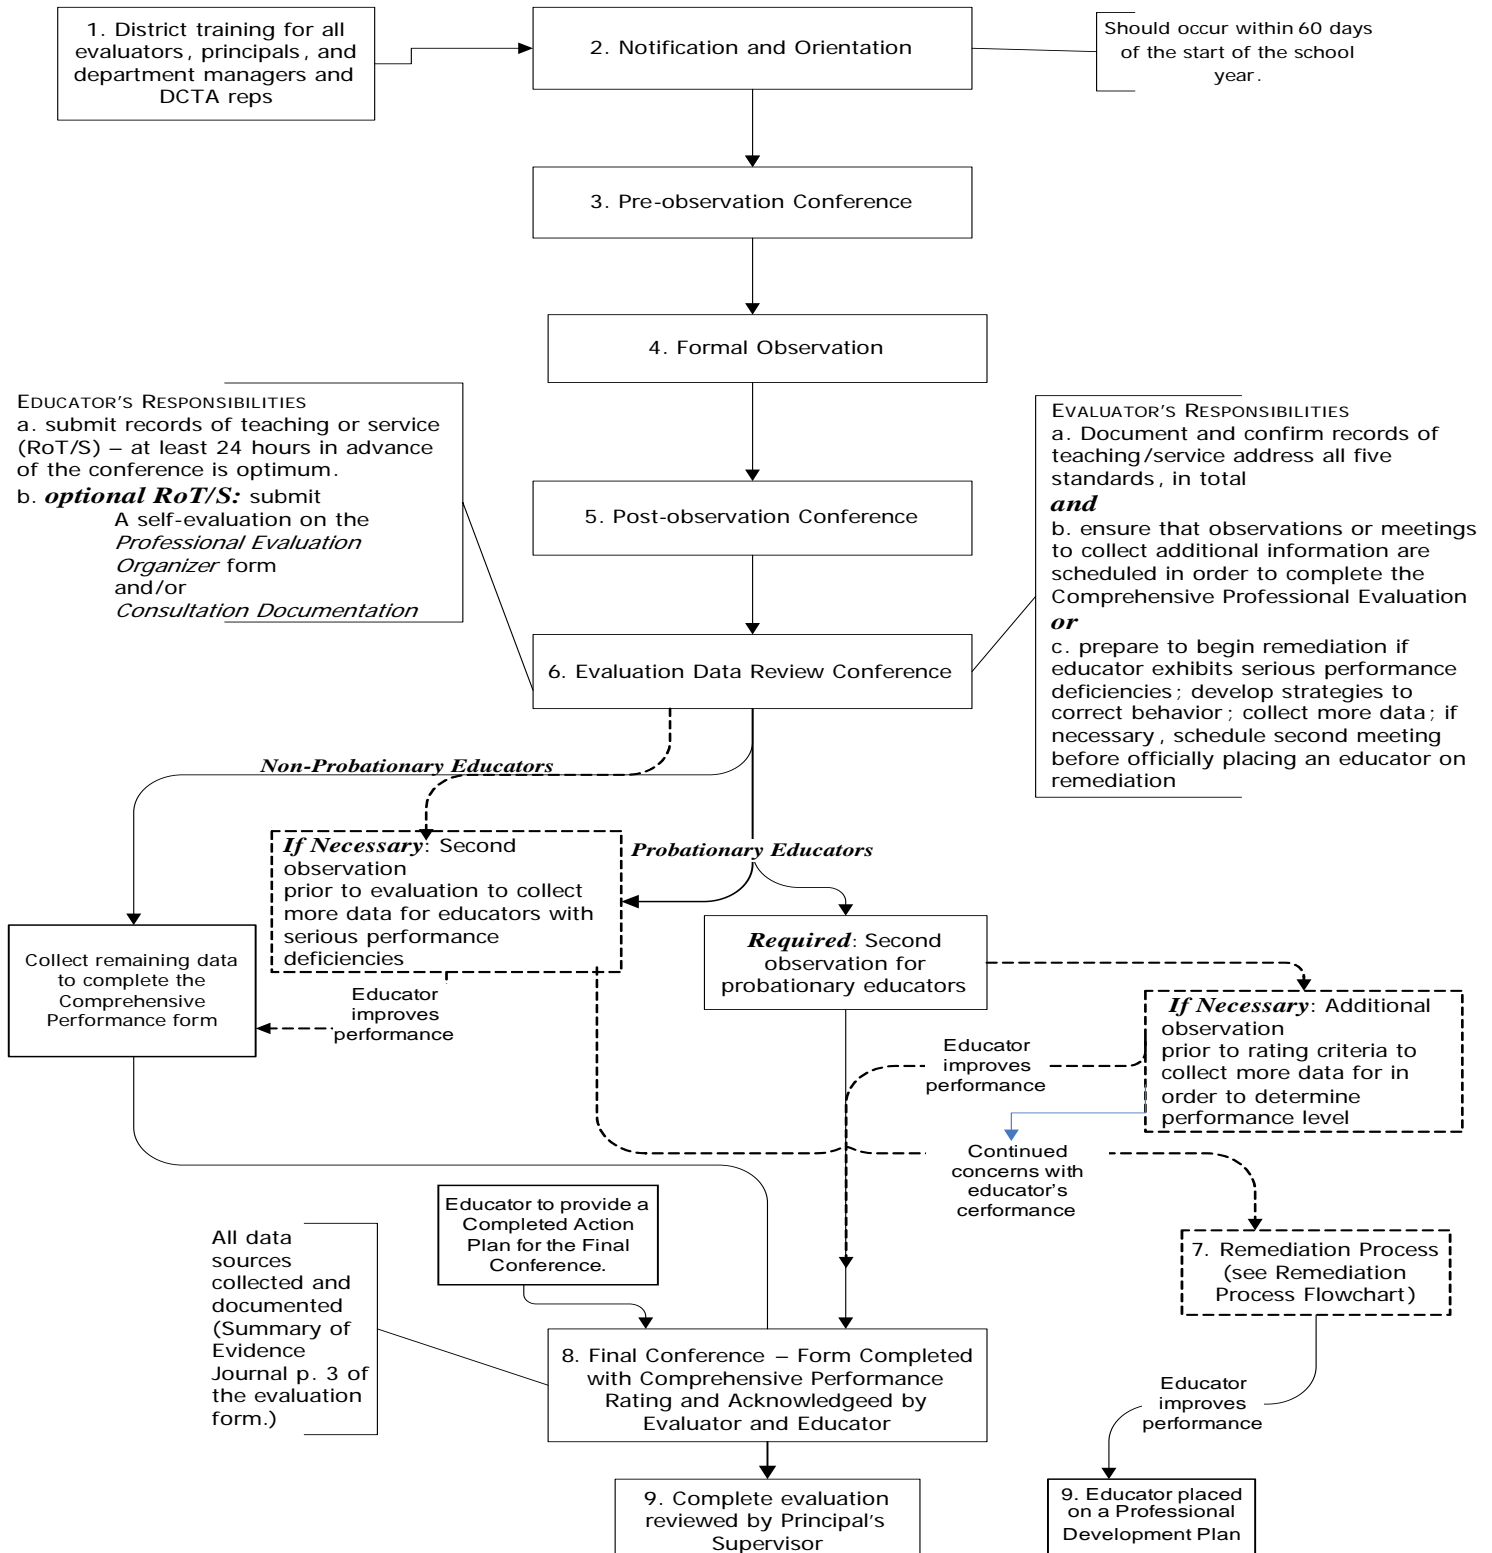 1. District training for all
evaluators, principals, and
department managers and
DCTA reps
2. Notification and Orientation
Should occur within 60 days
of the start of the school
year.
3. Pre-observation Conference
4. Formal Observation
EDUCATOR'S RESPONSIBILITIES
a. submit records of teaching or service
(RoT/S) – at least 24 hours in advance
of the conference is optimum.
b. optional RoT/S: submit
A self-evaluation on the
Professional Evaluation
Organizer form
and/or
Consultation Documentation
EVALUATOR'S RESPONSIBILITIES
a. Document and confirm records of
teaching/service address all five
standards, in total
and
b. ensure that observations or meetings
to collect additional information are
scheduled in order to complete the
Comprehensive Professional Evaluation
or
c. prepare to begin remediation if
educator exhibits serious performance
deficiencies; develop strategies to
correct behavior; collect more data; if
necessary, schedule second meeting
before officially placing an educator on
remediation
5. Post-observation Conference
6. Evaluation Data Review Conference
Non-Probationary Educators
If Necessary: Second
observation
prior to evaluation to collect
more data for educators with
serious performance
deficiencies
Probationary Educators
Collect remaining data
to complete the
Comprehensive
Performance form
Educator
improves
performance
Required: Second
observation for
probationary educators
If Necessary: Additional
observation
prior to rating criteria to
collect more data for in
order to determine
performance level
Educator
improves
performance
Continued
concerns with
educator's
cerformance
Educator to provide a
Completed Action
Plan for the Final
Conference.
All data
sources
collected and
documented
(Summary of
Evidence
Journal p. 3 of
the evaluation
form.)
7. Remediation Process
(see Remediation
Process Flowchart)
8. Final Conference – Form Completed
with Comprehensive Performance
Rating and Acknowledgeed by
Evaluator and Educator
Educator
improves
performance
9. Complete evaluation
reviewed by Principal's
Supervisor
9. Educator placed
on a Professional
Development Plan